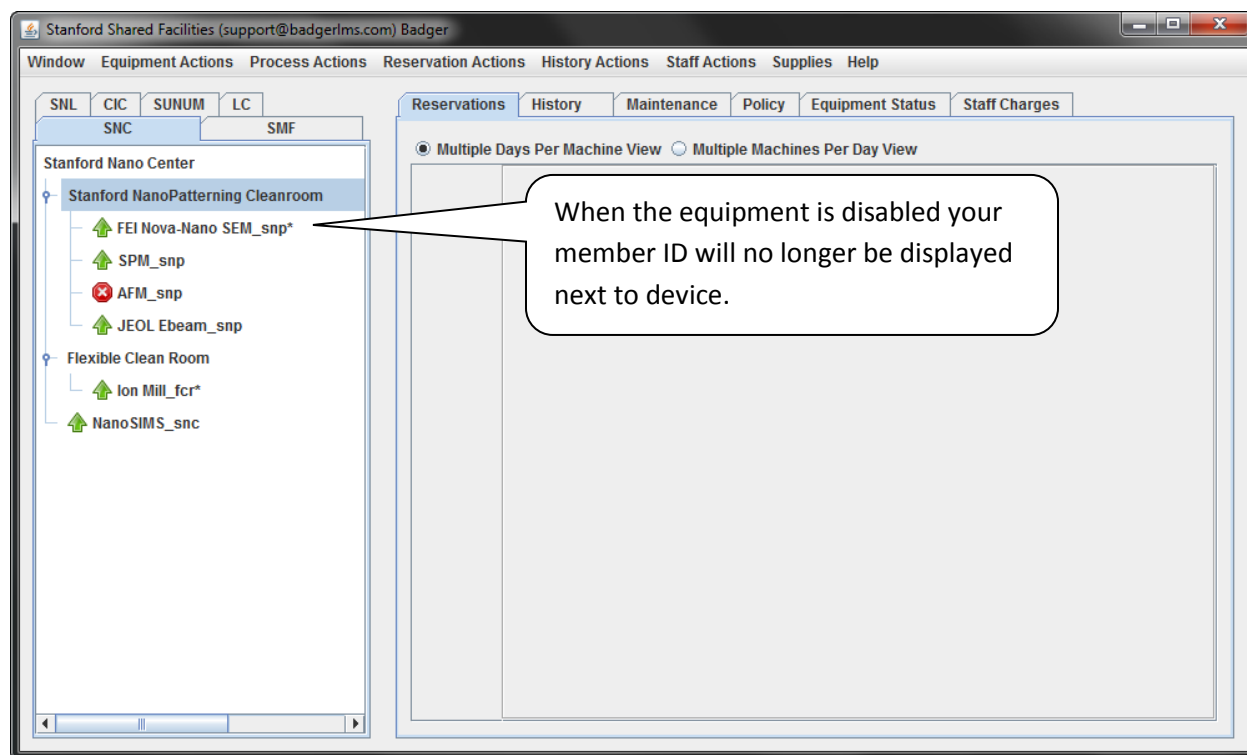 Stanford Shared Facilities (support@badgerlms.com) Badger
Window Equipment Actions Process Actions Reservation Actions History Actions Staff Actions Supplies Help
SNL CIC SUNUM LC
SNC SMF
Stanford Nano Center
Stanford NanoPatterning Cleanroom
FEI Nova-Nano SEM_snp*
SPM_snp
AFM_snp
JEOL Ebeam_snp
Flexible Clean Room
Ion Mill_fcr*
NanoSIMS_snc
Reservations History Maintenance Policy Equipment Status Staff Charges
Multiple Days Per Machine View Multiple Machines Per Day View
When the equipment is disabled your
member ID will no longer be displayed
next to device.